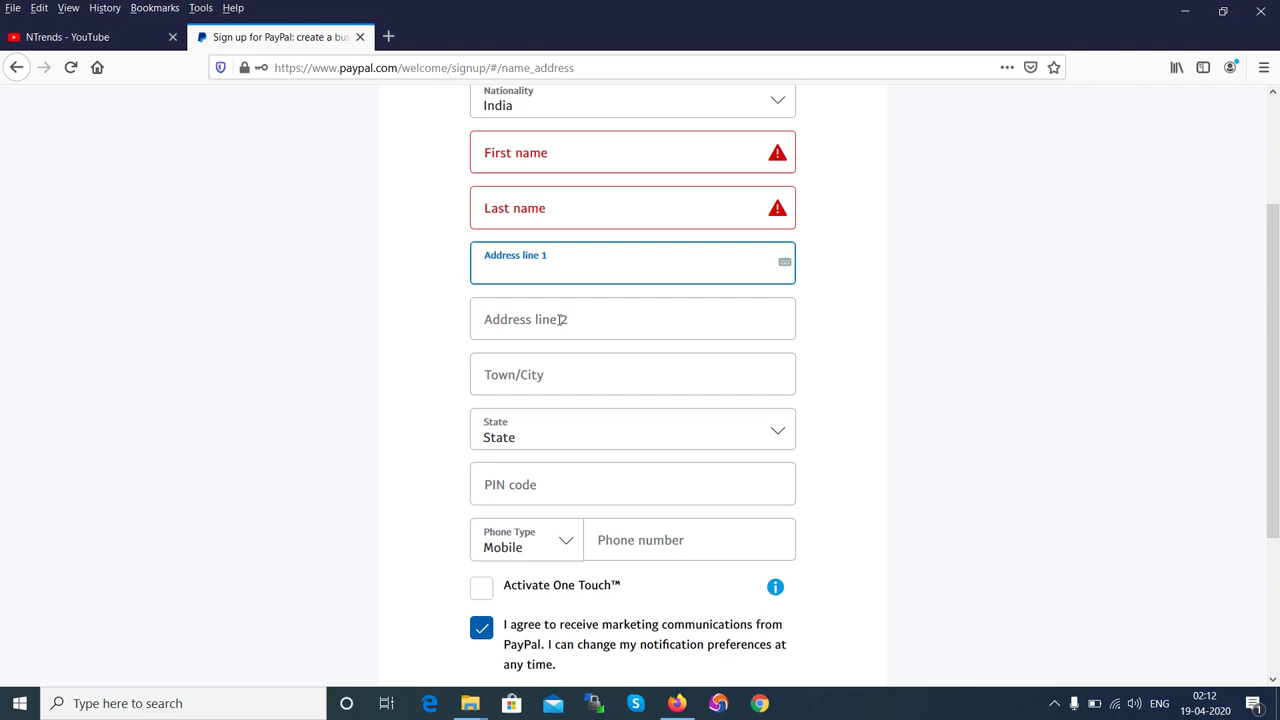 File Edit View History Bookmarks Tools Help
NTrends - YouTube
Sign up for PayPal: create a bus
https://www.paypal.com/welcome/signup/#/name_address
Nationality
India
First name
Last name
Address line 1
Address line 2
Town/City
State
State
PIN code
Phone Type
Mobile
Phone number
Activate One Touch™
I agree to receive marketing communications from
PayPal. I can change my notification preferences at
any time.
Type here to search
ENG
02:12
19-04-2020
1